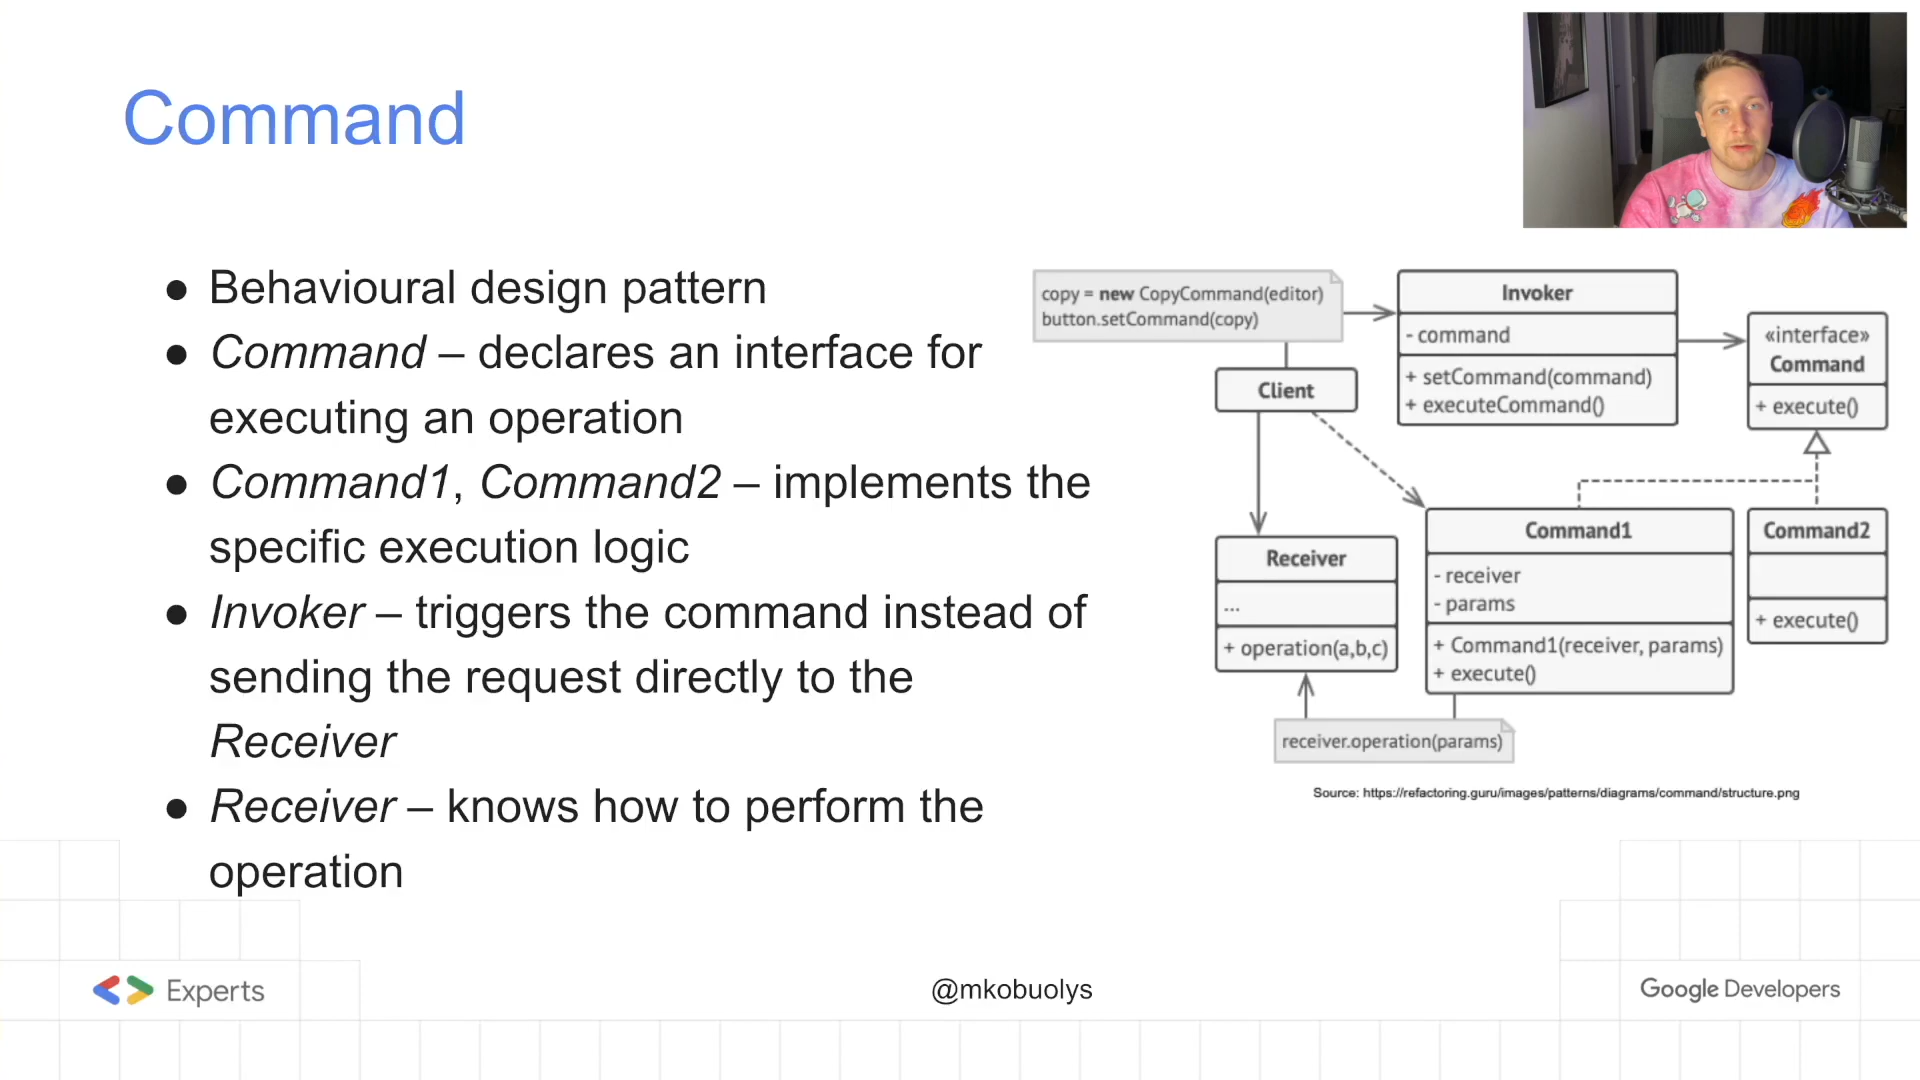 Command
● Behavioural design pattern
● Command – declares an interface for
executing an operation
● Command1, Command2 – implements the
specific execution logic
● Invoker – triggers the command instead of
sending the request directly to the
Receiver
● Receiver – knows how to perform the
operation
copy = new CopyCommand(editor)
button.setCommand(copy)
Client
Invoker
- command
+ setCommand(command)
+ executeCommand()
«interface»
Command
+ execute()
Receiver
...
+ operation(a,b,c)
Command1
- receiver
- params
+ Command1(receiver, params)
+ execute()
Command2
+ execute()
receiver.operation(params)
Source: https://refactoring.guru/images/patterns/diagrams/command/structure.png
Experts
@mkobuolys
Google Developers